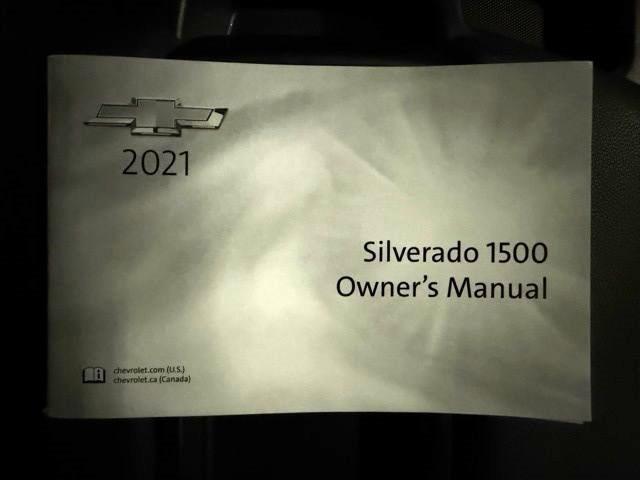 2021
Silverado 1500
Owner's Manual
chevrolet.com (U.S.)
chevrolet.ca (Canada)